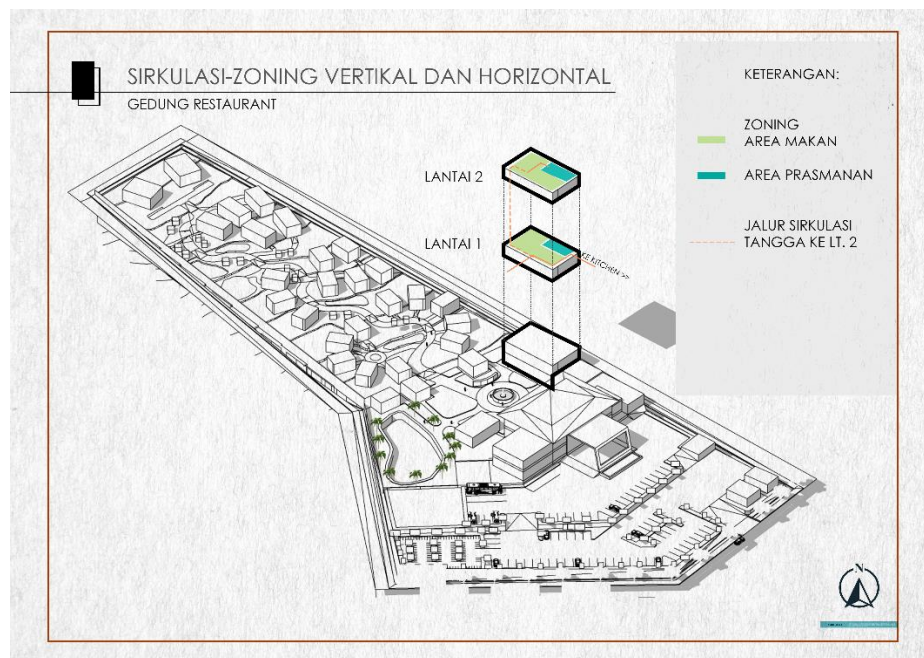 SIRKULASI-ZONING VERTIKAL DAN HORIZONTAL
GEDUNG RESTAURANT
LANTAI 2
LANTAI 1
KE KITCHEN >>
KETERANGAN:
ZONING
AREA MAKAN
AREA PRASMANAN
JALUR SIRKULASI
TANGGA KE LT. 2
N